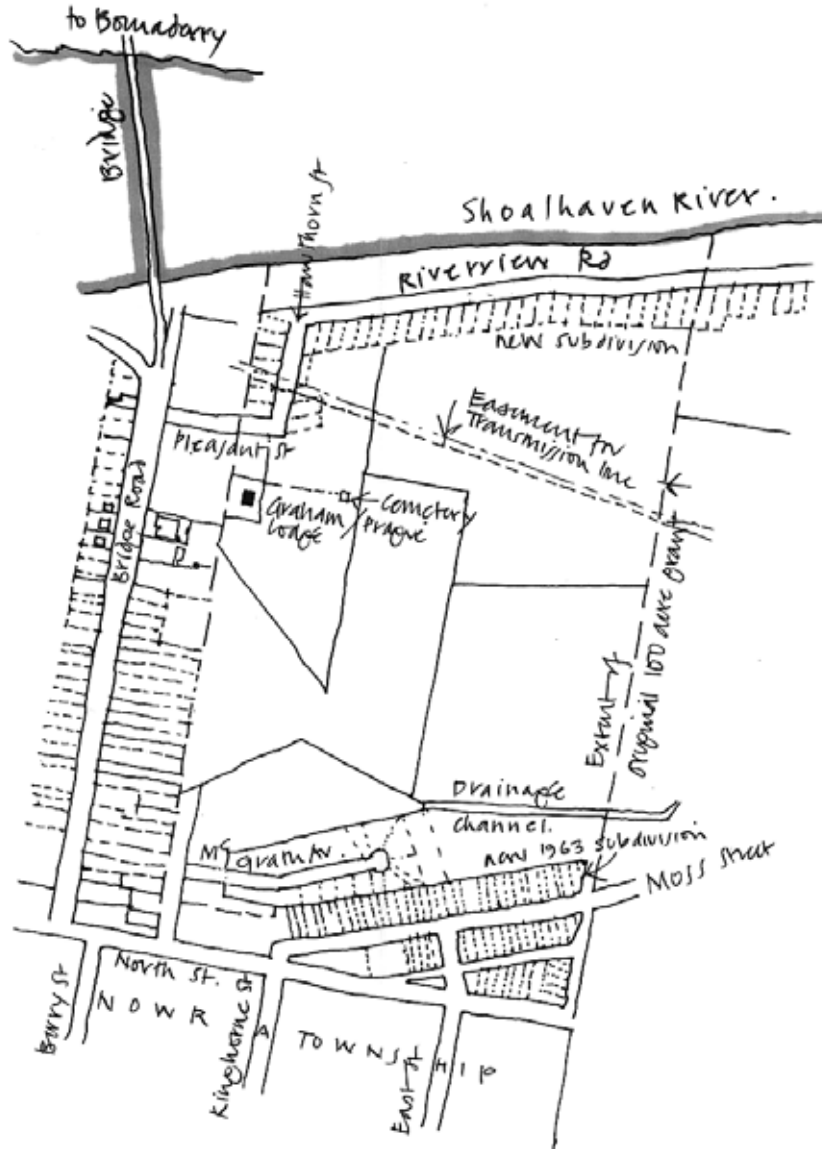 to Bomaderry
Bridge
Shoalhaven River.
Hawthorn St
Riverview Rd
new subdivision
Easement for
Transmission line
Pleasant St
Graham
Lodge
Cemetery
Bridge Road
Extent of
original 100 acre grant
Drainage
channel.
McGrath Av.
new 1963 subdivision
Moss Street
North St.
Berry St
Kinghorne St
East St
NOWRA
TOWNSHIP